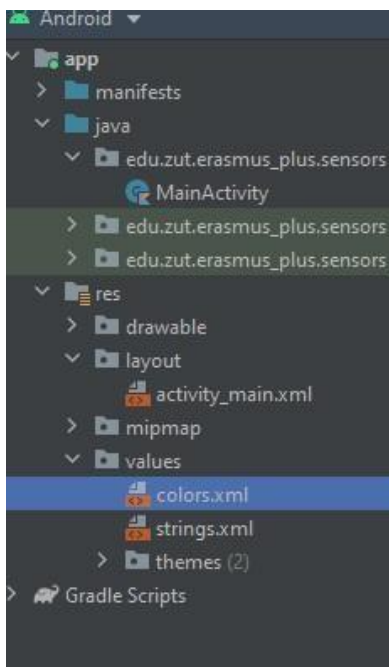 Android
app
manifests
java
edu.zut.erasmus_plus.sensors
MainActivity
edu.zut.erasmus_plus.sensors
edu.zut.erasmus_plus.sensors
res
drawable
layout
activity_main.xml
mipmap
values
colors.xml
strings.xml
themes (2)
Gradle Scripts